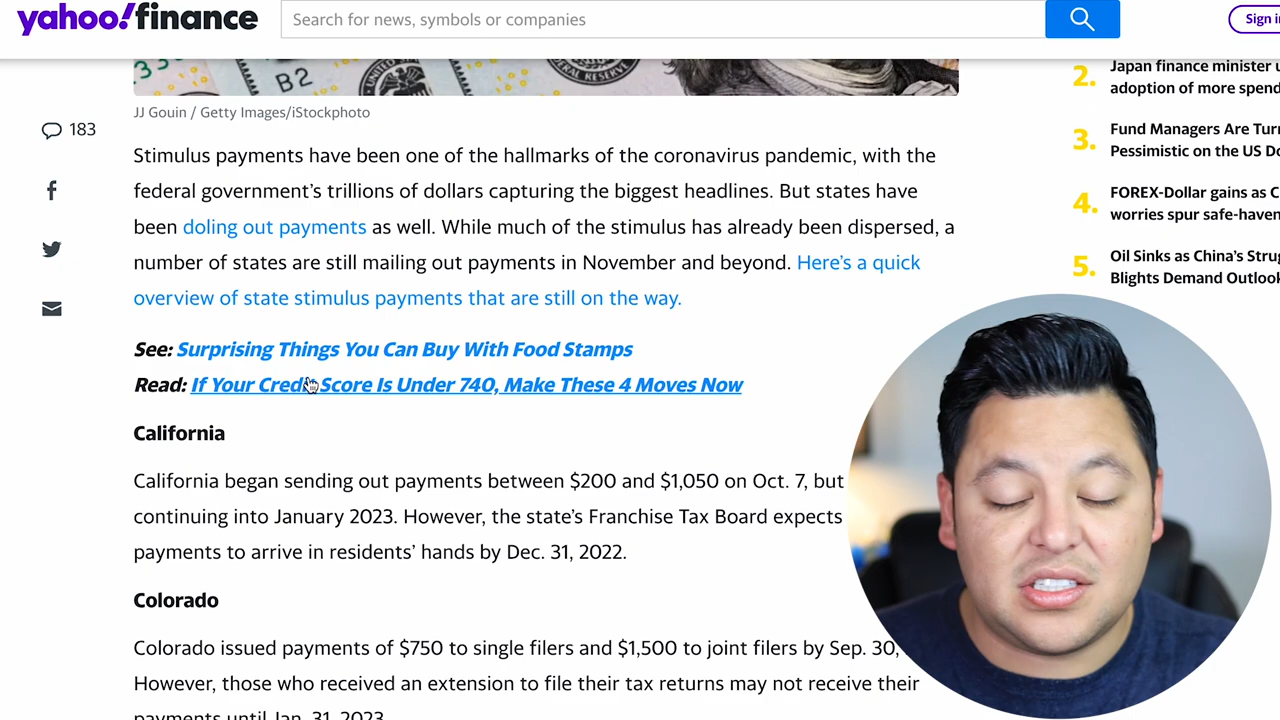 yahoo!finance
Search for news, symbols or companies
Sign i
B2
JJ Gouin / Getty Images/iStockphoto
183
Stimulus payments have been one of the hallmarks of the coronavirus pandemic, with the
federal government's trillions of dollars capturing the biggest headlines. But states have
been doling out payments as well. While much of the stimulus has already been dispersed, a
number of states are still mailing out payments in November and beyond. Here's a quick
overview of state stimulus payments that are still on the way.
See: Surprising Things You Can Buy With Food Stamps
Read: If Your Credit Score Is Under 740, Make These 4 Moves Now
California
California began sending out payments between $200 and $1,050 on Oct. 7, but
continuing into January 2023. However, the state's Franchise Tax Board expects
payments to arrive in residents' hands by Dec. 31, 2022.
Colorado
Colorado issued payments of $750 to single filers and $1,500 to joint filers by Sep. 30,
However, those who received an extension to file their tax returns may not receive their
payments until Jan. 31, 2023
2. Japan finance minister
adoption of more spend
3. Fund Managers Are Tur
Pessimistic on the US Do
4. FOREX-Dollar gains as C
worries spur safe-haven
5. Oil Sinks as China's Stru
Blights Demand Outlook